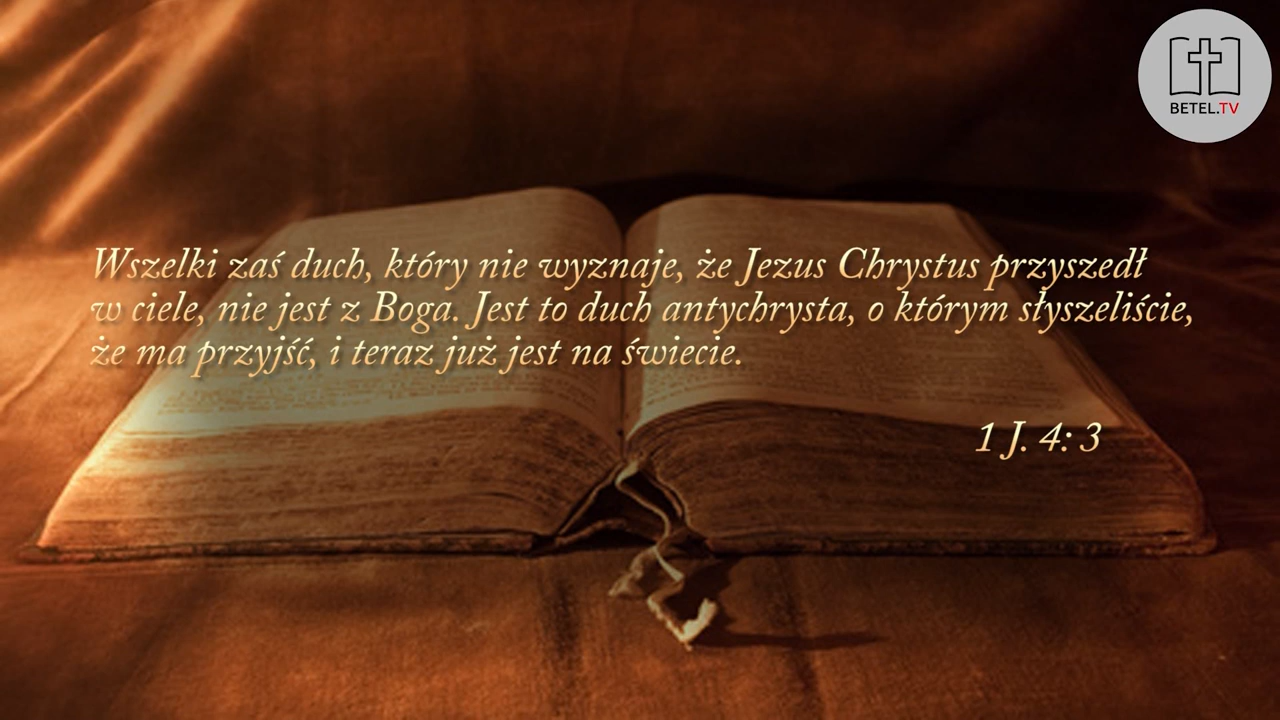 BETEL.TV
Wszelki zaś duch, który nie wyznaje, że Jezus Chrystus przyszedł
w ciele, nie jest z Boga. Jest to duch antychrysta, o którym słyszeliście,
że ma przyjść, i teraz już jest na świecie.
1 J. 4: 3